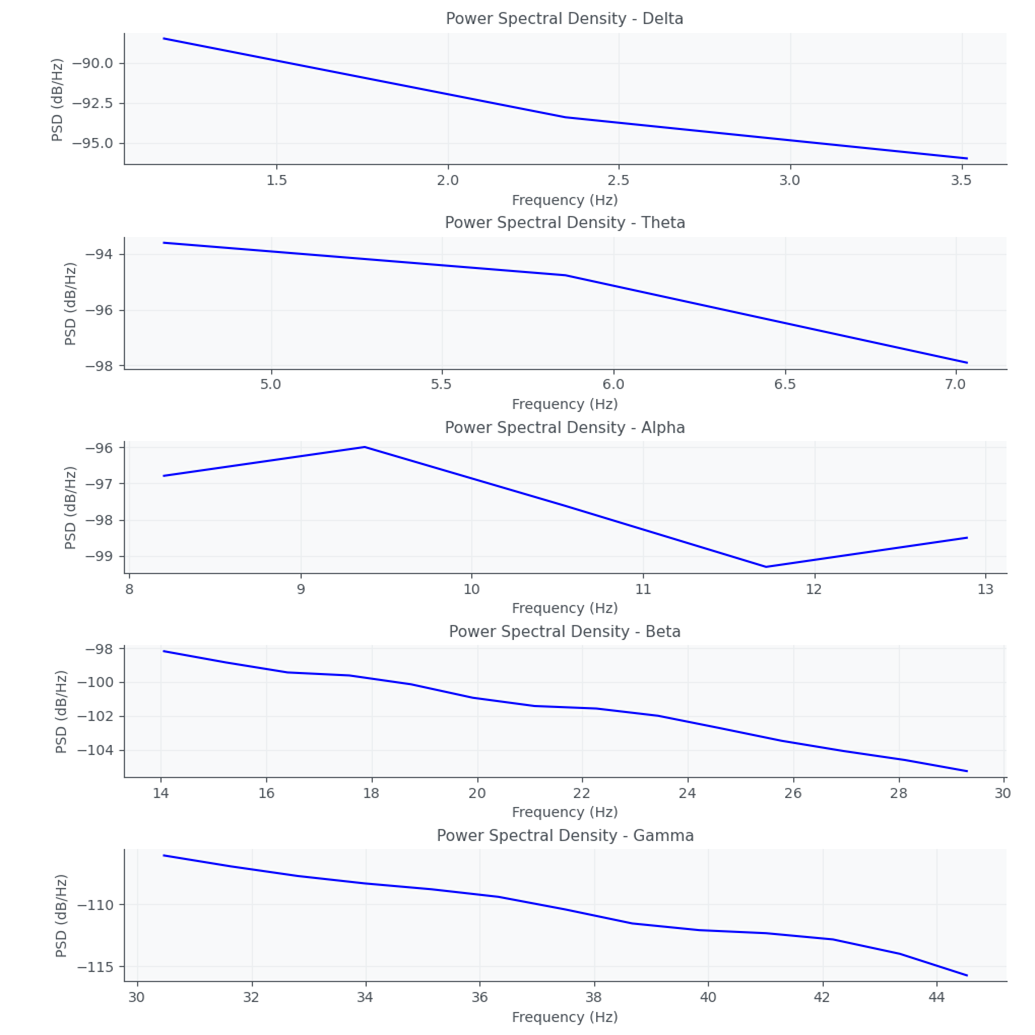 Power Spectral Density - Delta
PSD (dB/Hz)
−90.0
−92.5
−95.0
1.5 2.0 2.5 3.0 3.5
Frequency (Hz)
Power Spectral Density - Theta
PSD (dB/Hz)
−94
−96
−98
5.0 5.5 6.0 6.5 7.0
Frequency (Hz)
Power Spectral Density - Alpha
PSD (dB/Hz)
−96
−97
−98
−99
8 9 10 11 12 13
Frequency (Hz)
Power Spectral Density - Beta
PSD (dB/Hz)
−98
−100
−102
−104
14 16 18 20 22 24 26 28 30
Frequency (Hz)
Power Spectral Density - Gamma
PSD (dB/Hz)
−110
−115
30 32 34 36 38 40 42 44
Frequency (Hz)